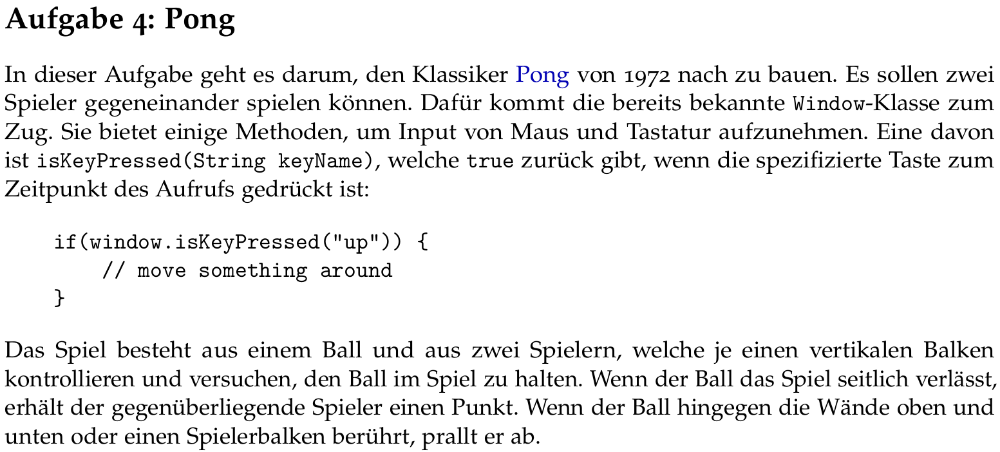 Aufgabe 4: Pong
In dieser Aufgabe geht es darum, den Klassiker Pong von 1972 nach zu bauen. Es sollen zwei
Spieler gegeneinander spielen können. Dafür kommt die bereits bekannte Window-Klasse zum
Zug. Sie bietet einige Methoden, um Input von Maus und Tastatur aufzunehmen. Eine davon
ist isKeyPressed(String keyName), welche true zurück gibt, wenn die spezifizierte Taste zum
Zeitpunkt des Aufrufs gedrückt ist:
if(window.isKeyPressed("up")) {
    // move something around
}
Das Spiel besteht aus einem Ball und aus zwei Spielern, welche je einen vertikalen Balken
kontrollieren und versuchen, den Ball im Spiel zu halten. Wenn der Ball das Spiel seitlich verlässt,
erhält der gegenüberliegende Spieler einen Punkt. Wenn der Ball hingegen die Wände oben und
unten oder einen Spielerbalken berührt, prallt er ab.